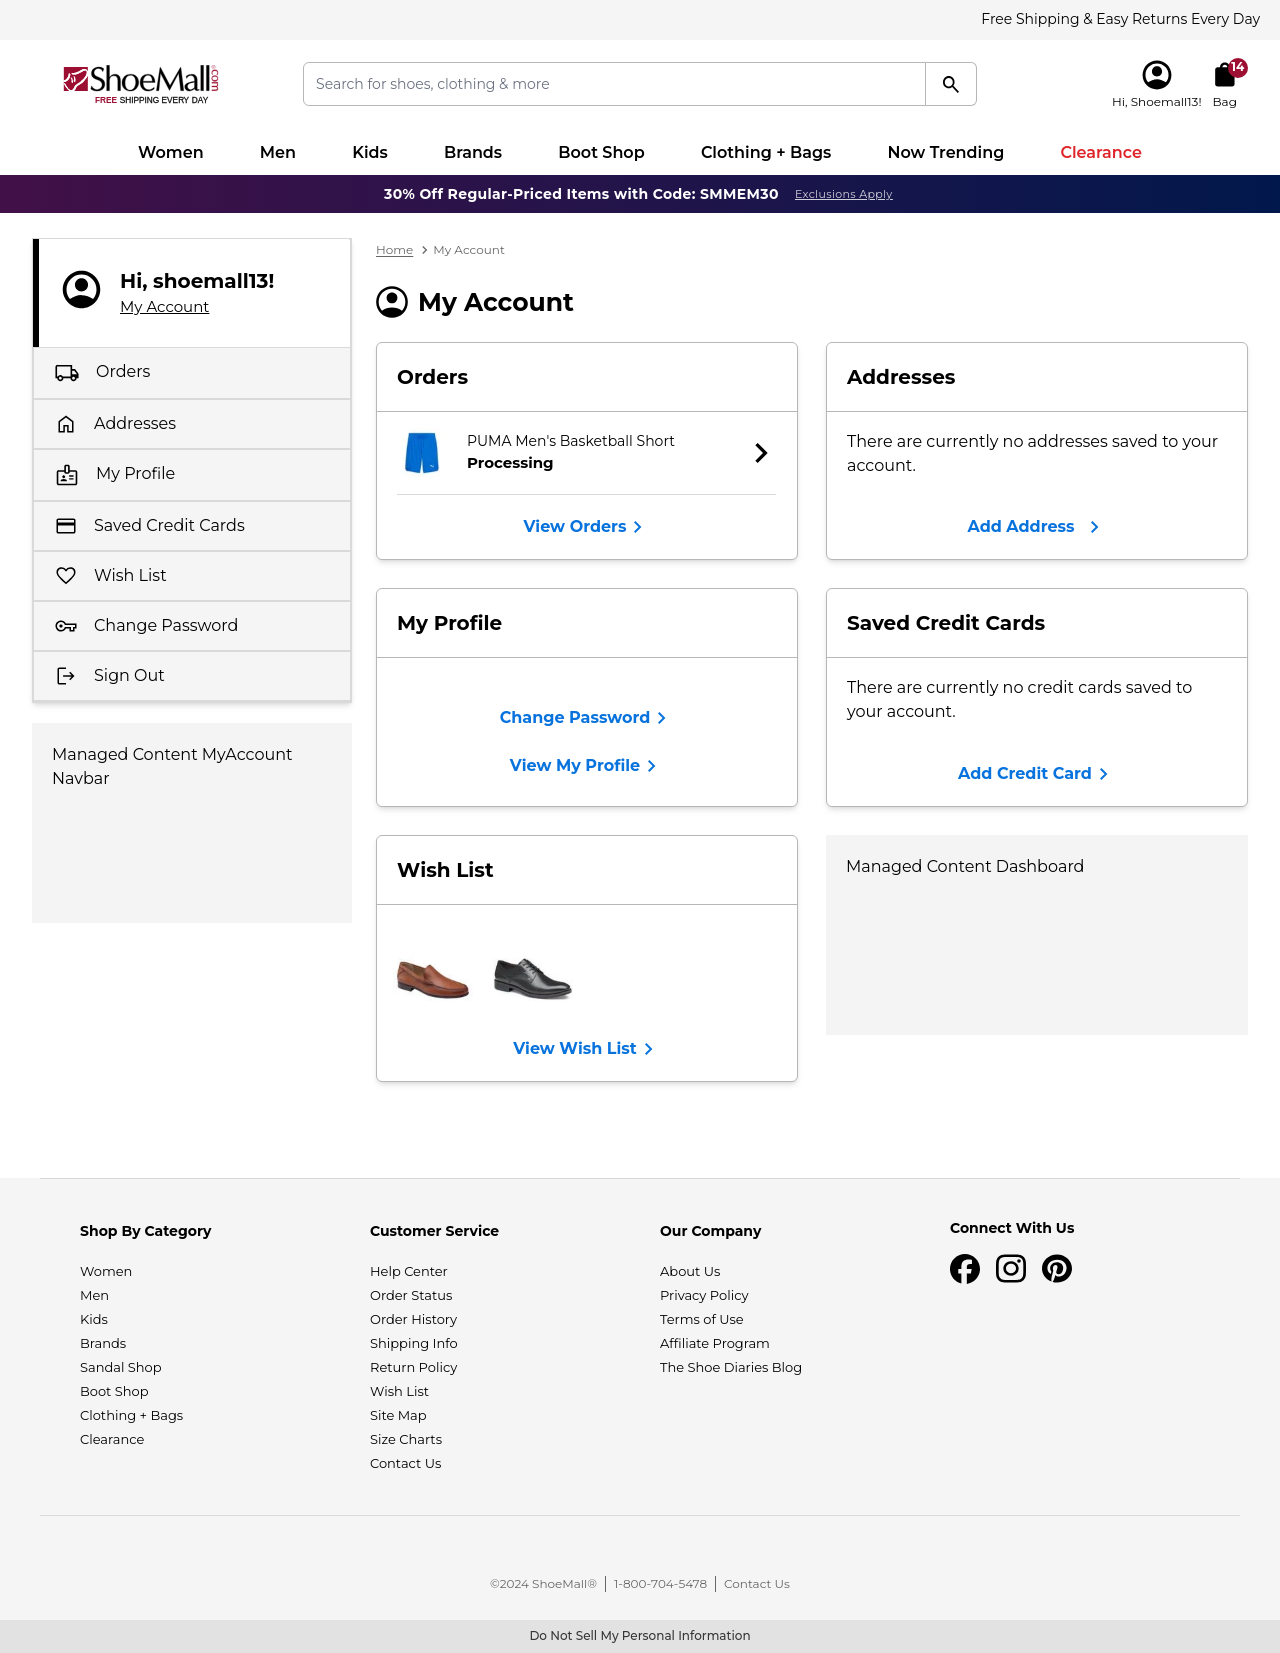 Free Shipping & Easy Returns Every Day
ShoeMall.com®
FREE SHIPPING EVERY DAY
Search for shoes, clothing & more
14
Hi, Shoemall13! Bag
Women Men Kids Brands Boot Shop Clothing + Bags Now Trending Clearance
30% Off Regular-Priced Items with Code: SMMEM30 Exclusions Apply
Hi, shoemall13!
My Account
Orders
Addresses
My Profile
Saved Credit Cards
Wish List
Change Password
Sign Out
Managed Content MyAccount
Navbar
Home My Account
My Account
Orders
PUMA Men's Basketball Short
Processing
View Orders
Addresses
There are currently no addresses saved to your
account.
Add Address
My Profile
Change Password
View My Profile
Saved Credit Cards
There are currently no credit cards saved to
your account.
Add Credit Card
Wish List
View Wish List
Managed Content Dashboard
Shop By Category
Women
Men
Kids
Brands
Sandal Shop
Boot Shop
Clothing + Bags
Clearance
Customer Service
Help Center
Order Status
Order History
Shipping Info
Return Policy
Wish List
Site Map
Size Charts
Contact Us
Our Company
About Us
Privacy Policy
Terms of Use
Affiliate Program
The Shoe Diaries Blog
Connect With Us
©2024 ShoeMall® 1-800-704-5478 Contact Us
Do Not Sell My Personal Information